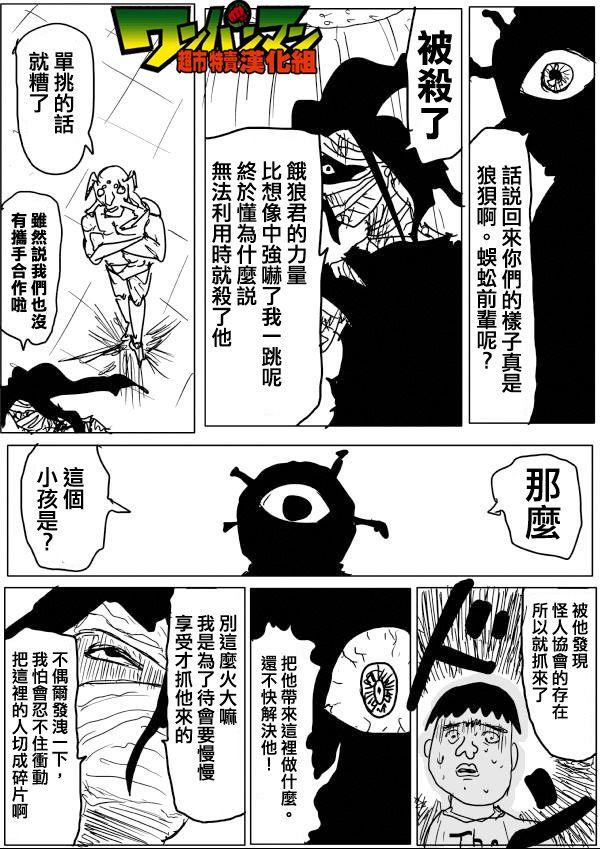 ワンパンマン
超市特賣漢化組
話說回來你們的樣子真是
狼狽啊。蜈蚣前輩呢?
被殺了
餓狼君的力量
比想像中強嚇了我一跳呢
終於懂為什麼說
無法利用時就殺了他
單挑的話
就糟了
雖然說我們也沒
有攜手合作啦
那麼
這個
小孩是?
被他發現
怪人協會的存在
所以就抓來了
ドン
The
把他帶來這裡做什麼。
還不快解決他!
別這麼火大嘛
我是為了待會要慢慢
享受才抓他來的
不偶爾發洩一下,
我怕會忍不住衝動
把這裡的人切成碎片啊